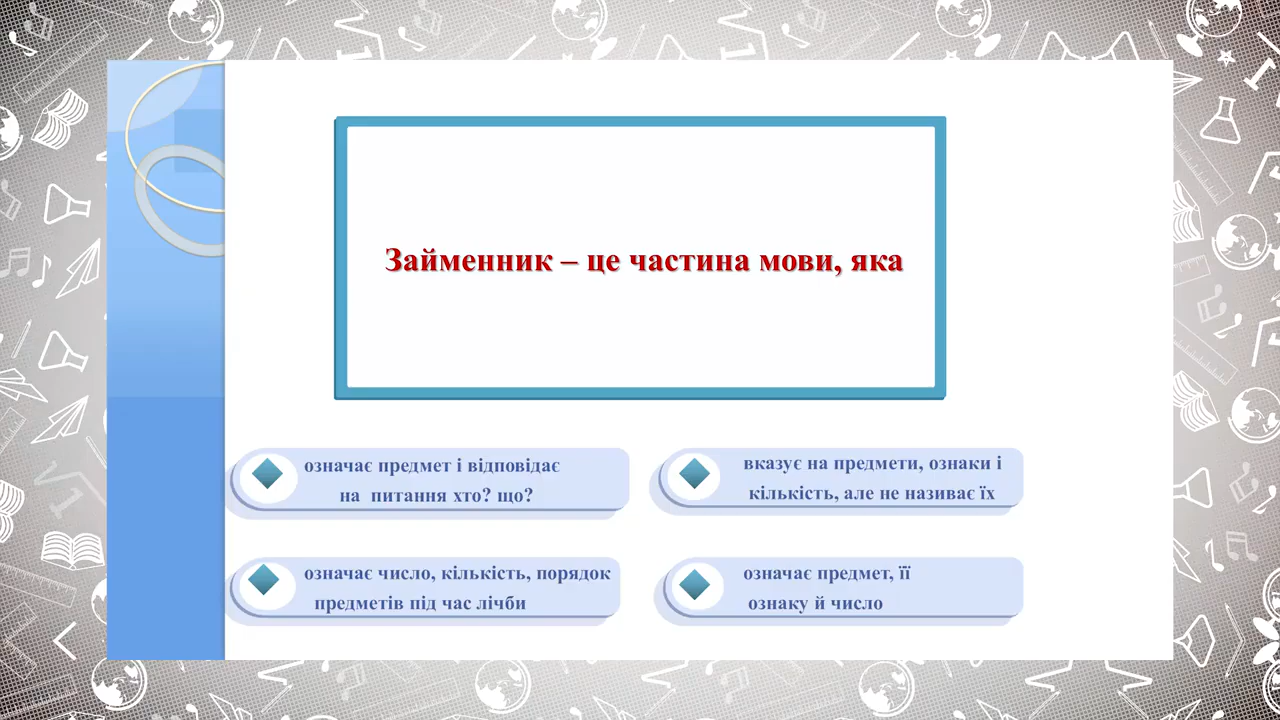 Займенник – це частина мови, яка
означає предмет і відповідає
на питання хто? що?
вказує на предмети, ознаки і
кількість, але не називає їх
означає число, кількість, порядок
предметів під час лічби
означає предмет, її
ознаку й число